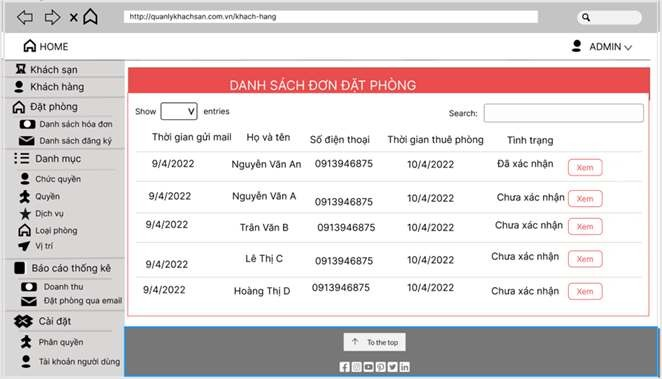 http://quanlykhachsan.com.vn/khach-hang
HOME
ADMIN
Khách sạn
Khách hàng
Đặt phòng
Danh sách hóa đơn
Danh sách đăng ký
Danh mục
Chức quyền
Quyền
Dịch vụ
Loại phòng
Vị trí
Báo cáo thống kê
Doanh thu
Đặt phòng qua email
Cài đặt
Phân quyền
Tài khoản người dùng
DANH SÁCH ĐƠN ĐẶT PHÒNG
Show V entries
Search:
Thời gian gửi mail Họ và tên Số điện thoại Thời gian thuê phòng Tình trạng
9/4/2022 Nguyễn Văn An 0913946875 10/4/2022 Đã xác nhận Xem
9/4/2022 Nguyễn Văn A 0913946875 10/4/2022 Chưa xác nhận Xem
9/4/2022 Trân Văn B 0913946875 10/4/2022 Chưa xác nhận Xem
9/4/2022 Lê Thị C 0913946875 10/4/2022 Chưa xác nhận Xem
9/4/2022 Hoàng Thị D 0913946875 10/4/2022 Chưa xác nhận Xem
To the top